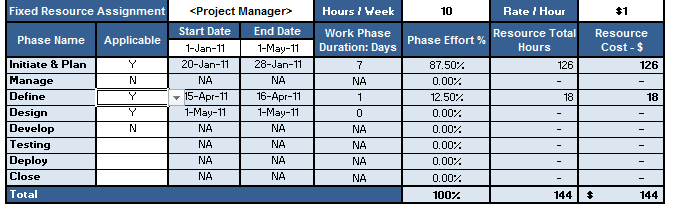 Fixed Resource Assignment <Project Manager> Hours / Week 10 Rate / Hour $1
Phase Name Applicable Start Date End Date Work Phase Duration: Days Phase Effort % Resource Total Hours Resource Cost - $
1-Jan-11 1-May-11
Initiate & Plan Y 20-Jan-11 28-Jan-11 7 87.50% 126 126
Manage N NA NA NA 0.00% - -
Define Y 15-Apr-11 16-Apr-11 1 12.50% 18 18
Design Y 1-May-11 1-May-11 0 0.00% - -
Develop N NA NA NA 0.00% - -
Testing NA NA NA 0.00% - -
Deploy NA NA NA 0.00% - -
Close NA NA NA 0.00% - -
Total 100% 144 $ 144